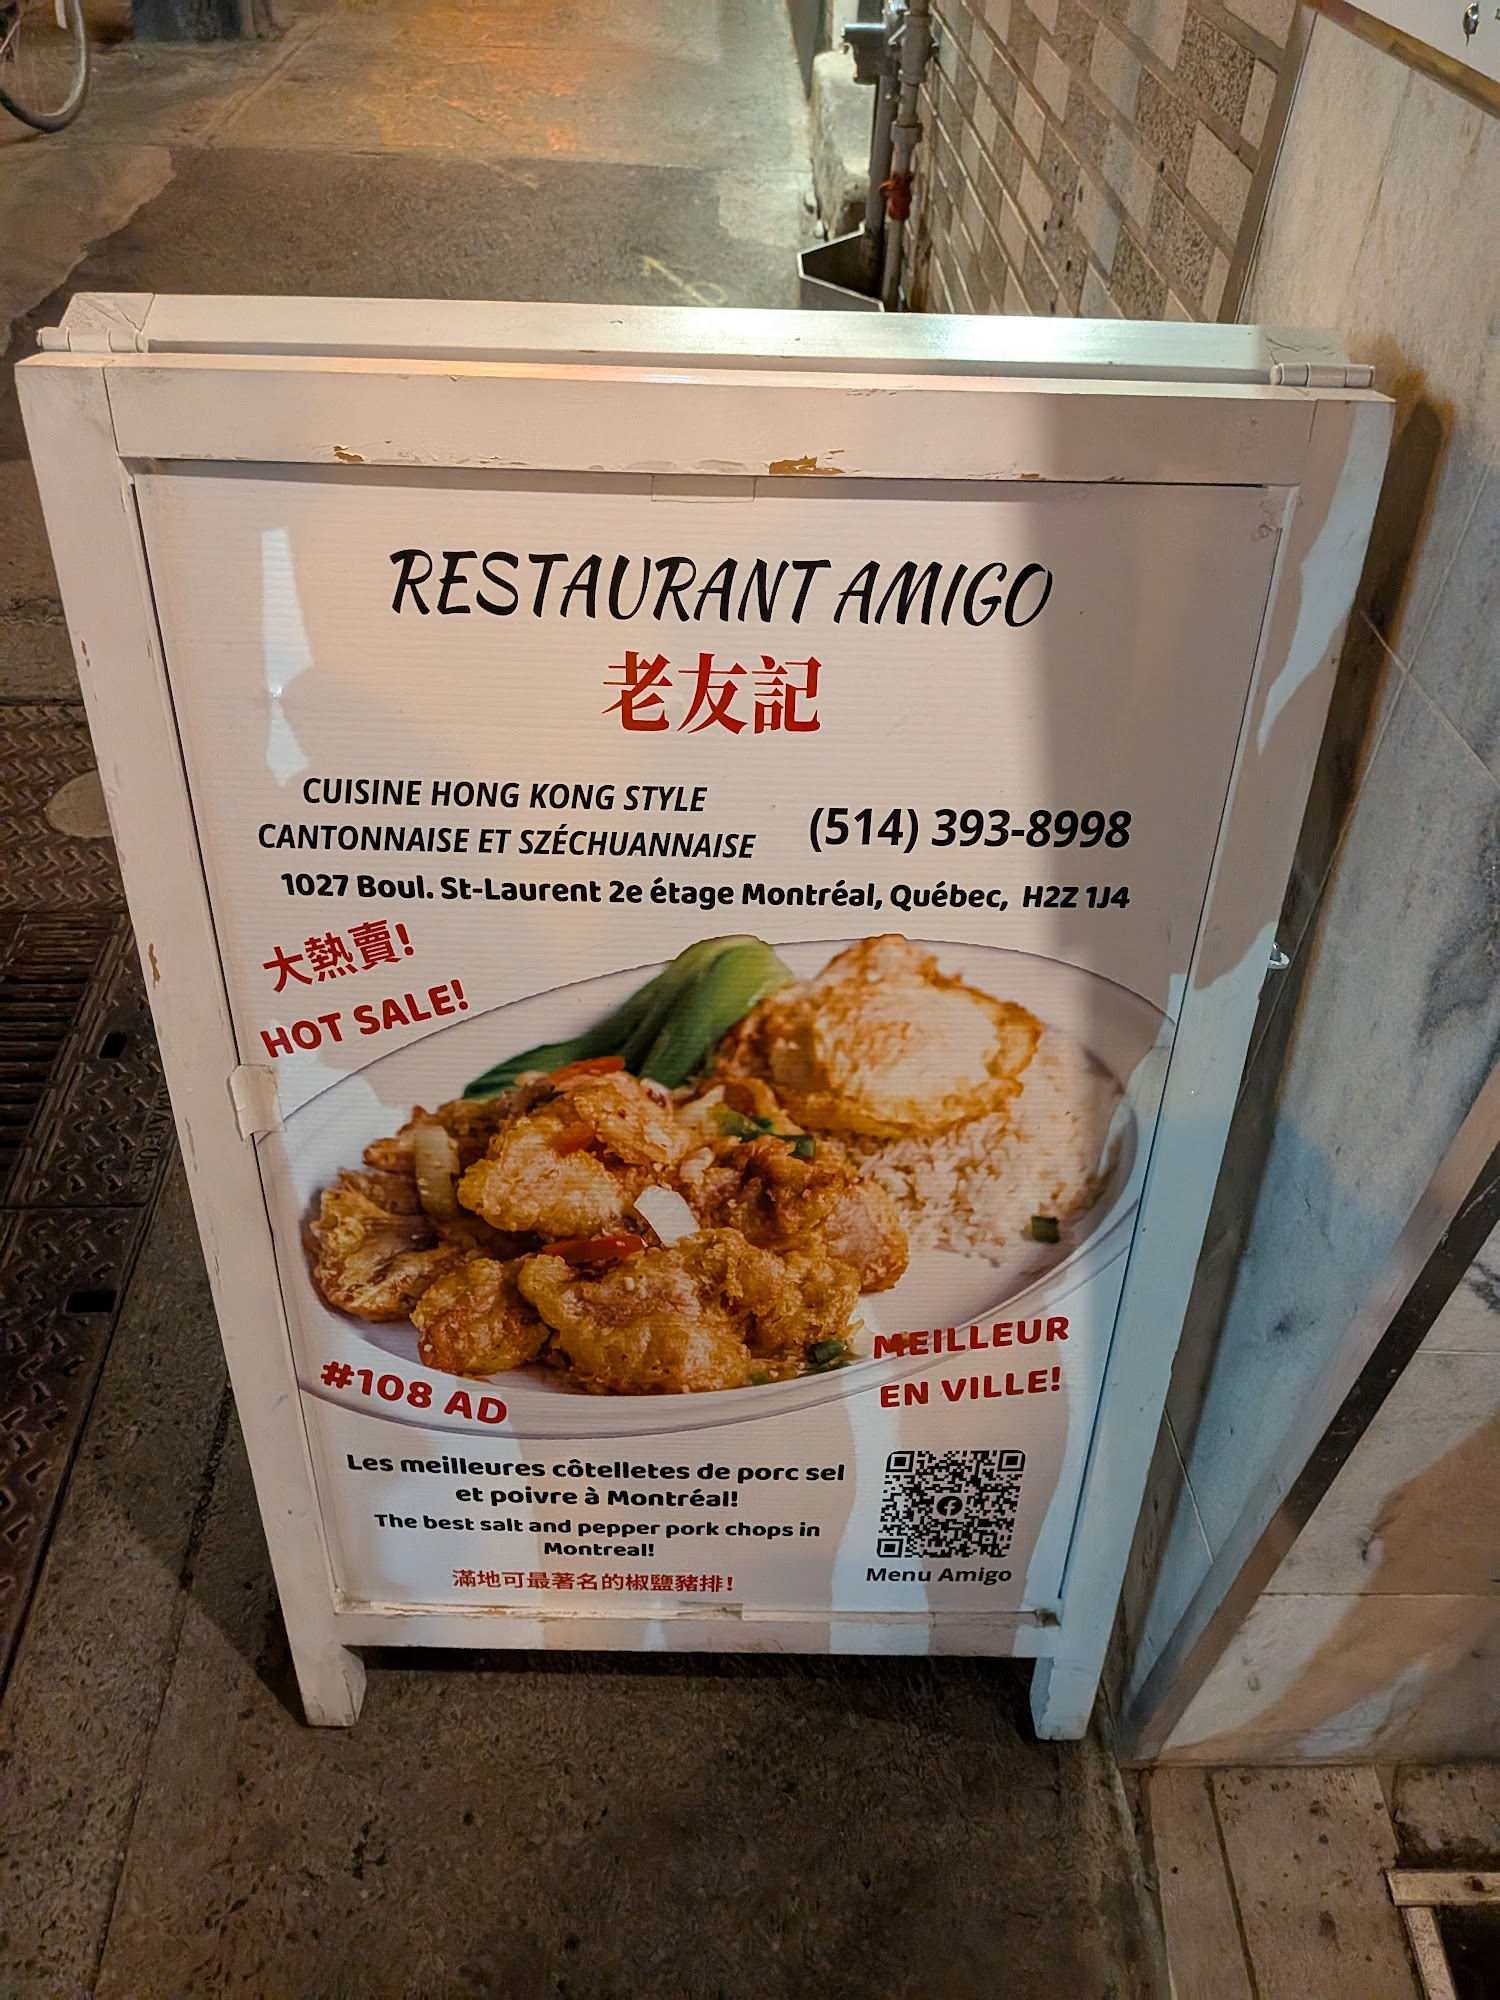 RESTAURANT AMIGO
老友記
CUISINE HONG KONG STYLE
CANTONNAISE ET SZÉCHUANNAISE
(514) 393-8998
1027 Boul. St-Laurent 2e étage Montréal, Québec, H2Z 1J4
大熱賣!
HOT SALE!
#108 AD
MEILLEUR
EN VILLE!
Les meilleures côtelletes de porc sel
et poivre à Montréal!
The best salt and pepper pork chops in
Montreal!
滿地可最著名的椒鹽豬排!
Menu Amigo